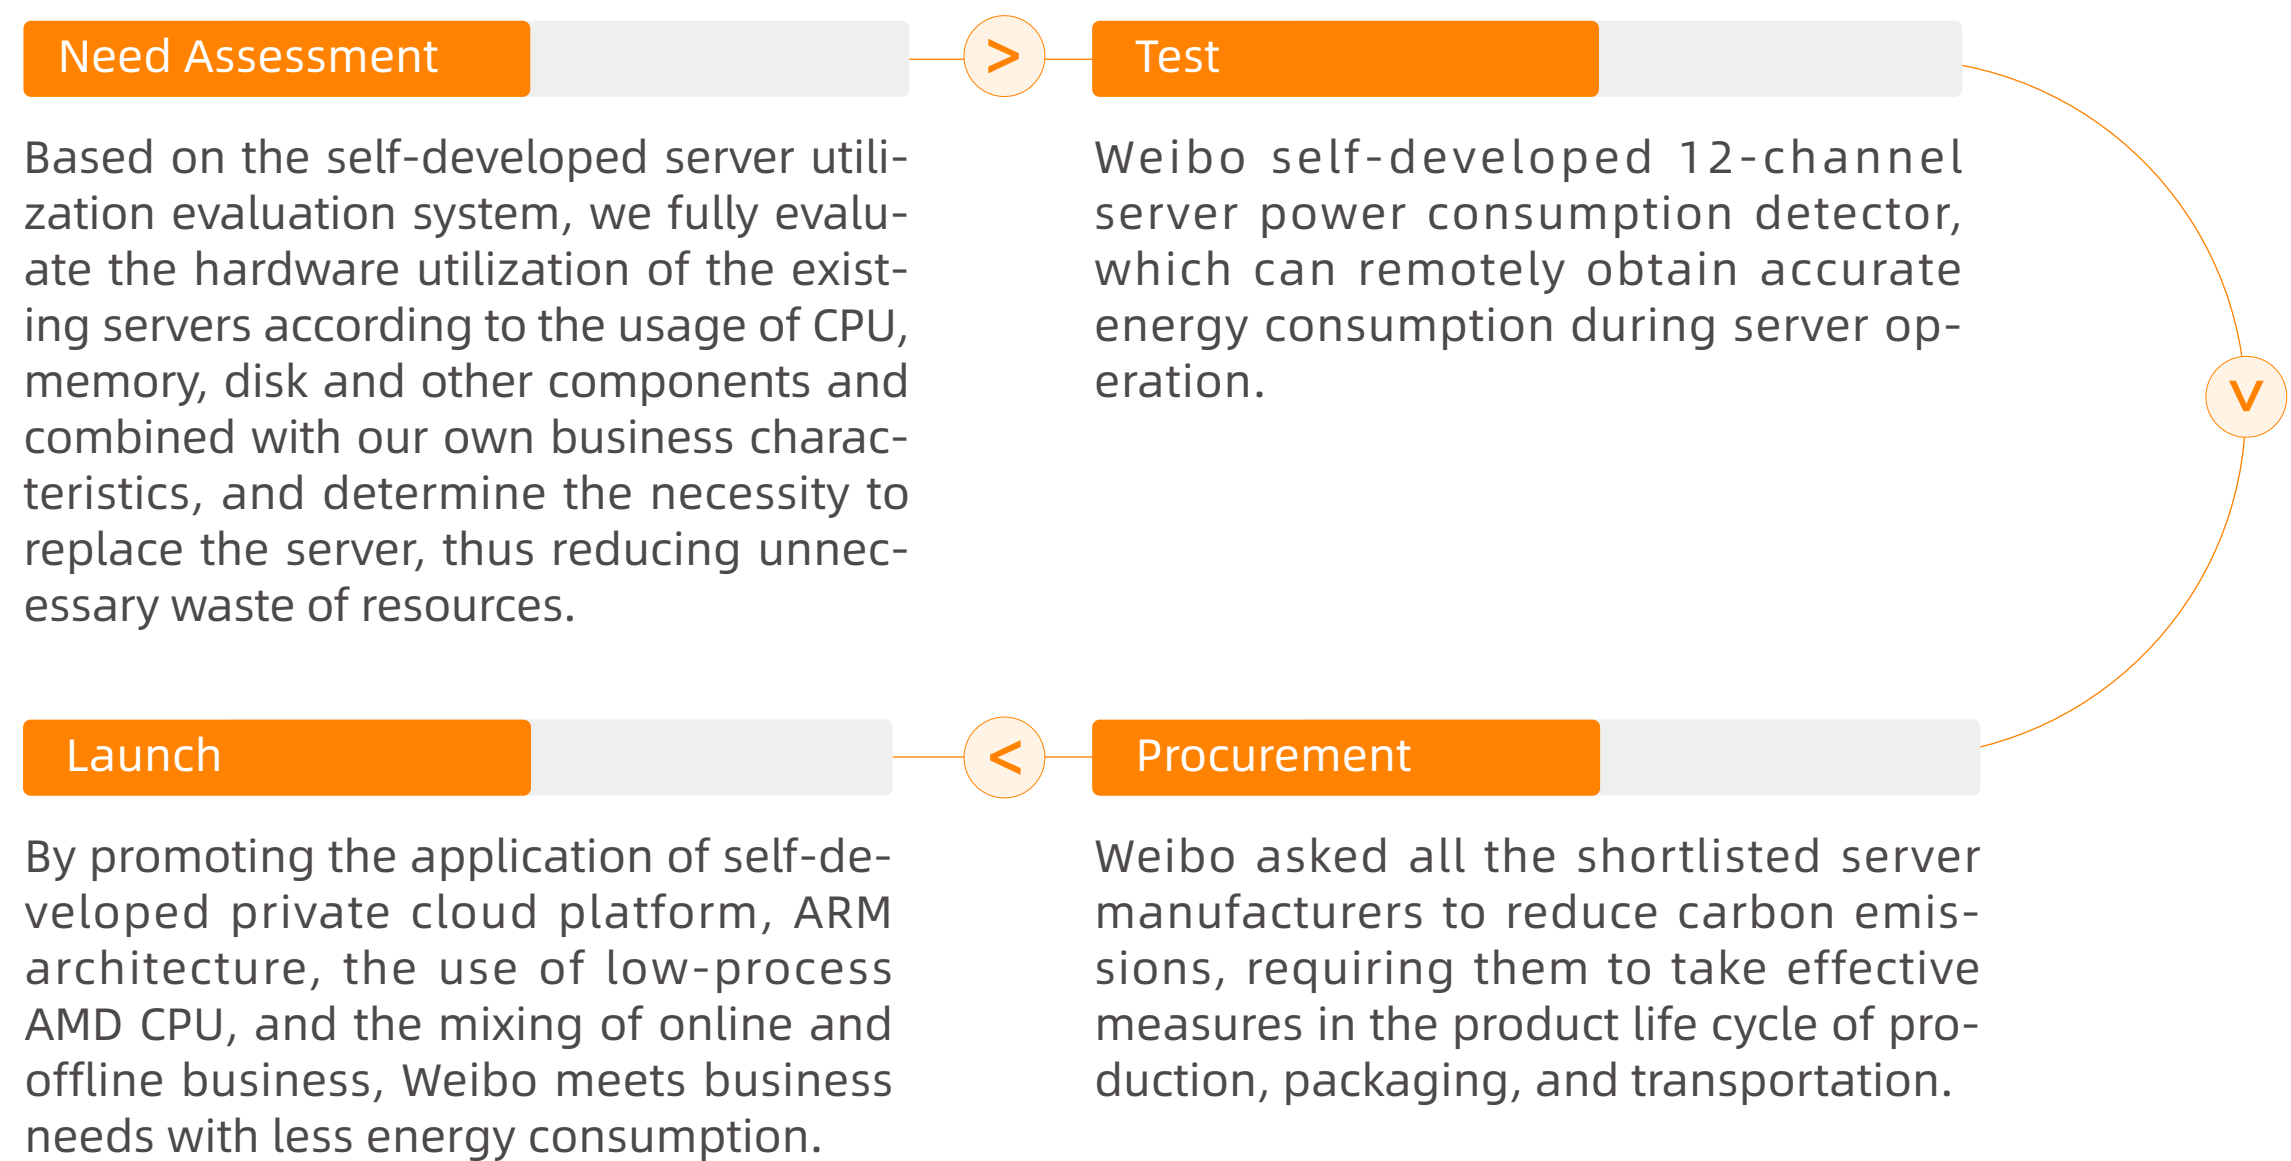 Need Assessment
Based on the self-developed server utili-
zation evaluation system, we fully evalu-
ate the hardware utilization of the exist-
ing servers according to the usage of CPU,
memory, disk and other components and
combined with our own business charac-
teristics, and determine the necessity to
replace the server, thus reducing unnec-
essary waste of resources.
>
Test
Weibo self-developed 12-channel
server power consumption detector,
which can remotely obtain accurate
energy consumption during server op-
eration.
>
Procurement
Weibo asked all the shortlisted server
manufacturers to reduce carbon emis-
sions, requiring them to take effective
measures in the product life cycle of pro-
duction, packaging, and transportation.
<
Launch
By promoting the application of self-de-
veloped private cloud platform, ARM
architecture, the use of low-process
AMD CPU, and the mixing of online and
offline business, Weibo meets business
needs with less energy consumption.